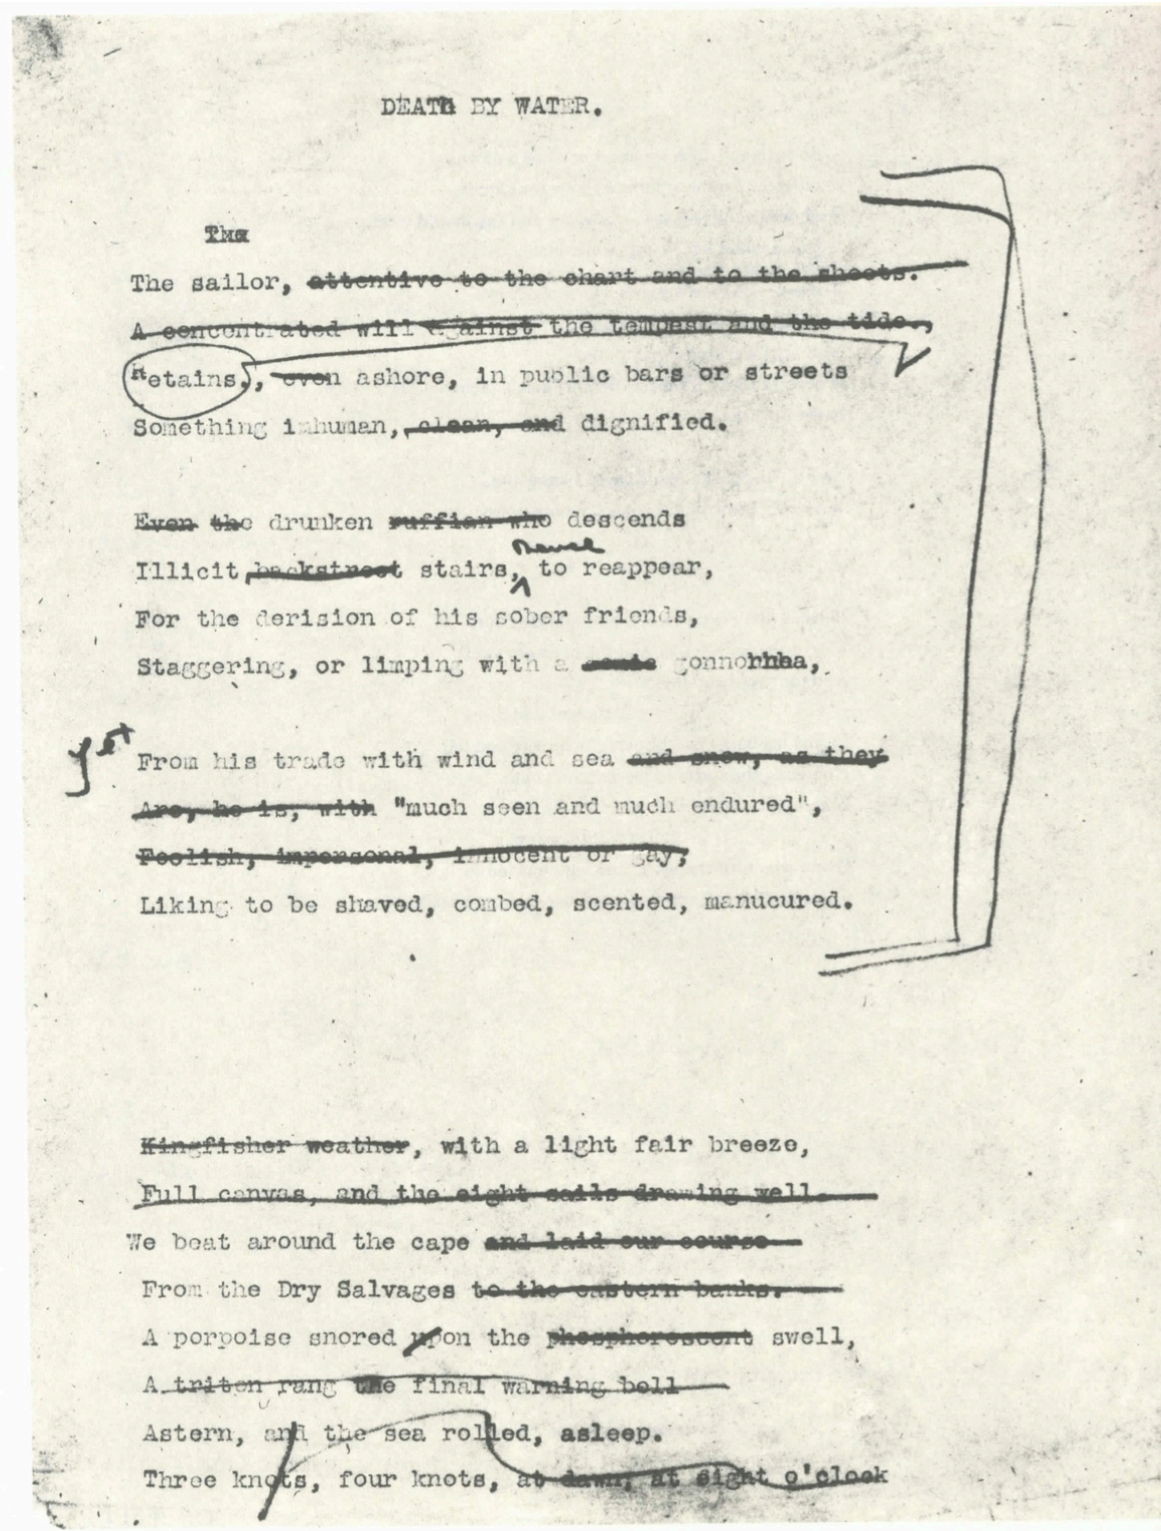 DEATH BY WATER.
The
The sailor, attentive to the chart and to the sheets.
A concentrated will against the tempest and the tide.,
Retains., even ashore, in public bars or streets
Something inhuman, clean, and dignified.
Even the drunken ruffian who descends
never
Illicit backstreet stairs, to reappear,
For the derision of his sober friends,
Staggering, or limping with a comic gonnorrhea,
Yet
From his trade with wind and sea and snow, as they
Are, he is, with "much seen and much endured",
Foolish, impersonal, innocent or gay,
Liking to be shaved, combed, scented, manucured.
Kingfisher weather, with a light fair breeze,
Full canvas, and the eight sails drawing well.
We beat around the cape and laid our course
From the Dry Salvages to the eastern banks.
A porpoise snored upon the phosphorescent swell,
A triton rang the final warning bell
Astern, and the sea rolled, asleep.
Three knots, four knots, at dawn; at eight o'clock